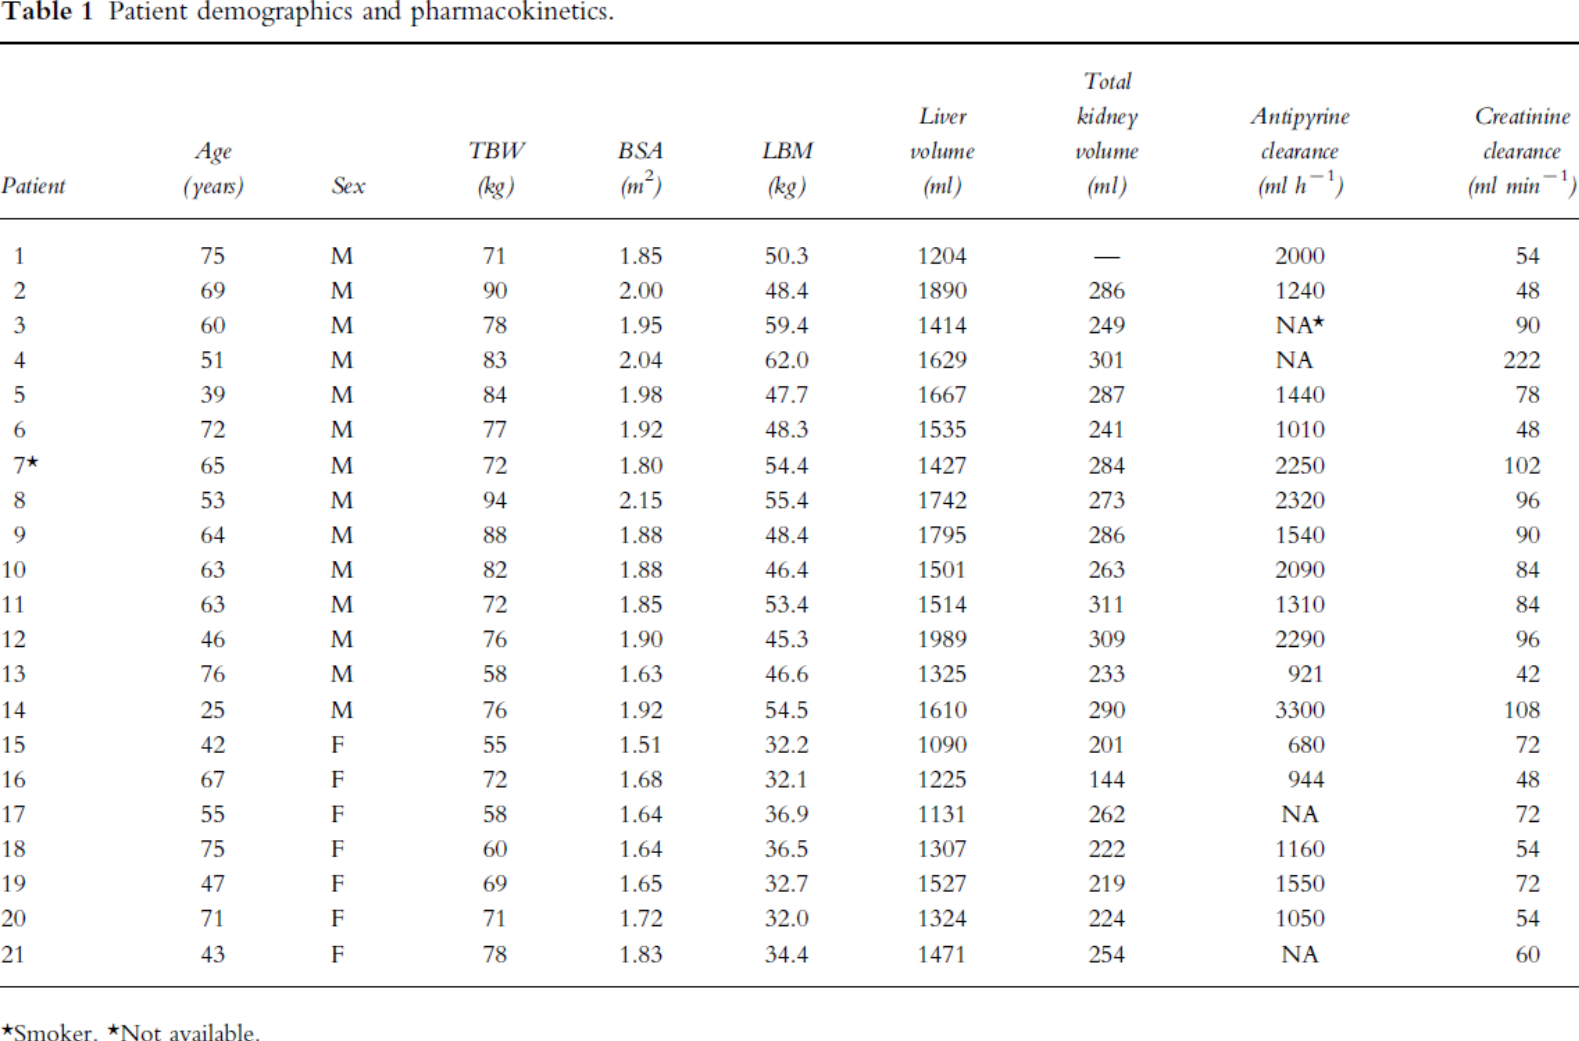 Table 1 Patient demographics and pharmacokinetics.
Total
Liver kidney Antipyrine Creatinine
Age TBW BSA LBM volume volume clearance clearance
Patient (years) Sex (kg) (m²) (kg) (ml) (ml) (ml h⁻¹) (ml min⁻¹)
1 75 M 71 1.85 50.3 1204 — 2000 54
2 69 M 90 2.00 48.4 1890 286 1240 48
3 60 M 78 1.95 59.4 1414 249 NA★ 90
4 51 M 83 2.04 62.0 1629 301 NA 222
5 39 M 84 1.98 47.7 1667 287 1440 78
6 72 M 77 1.92 48.3 1535 241 1010 48
7★ 65 M 72 1.80 54.4 1427 284 2250 102
8 53 M 94 2.15 55.4 1742 273 2320 96
9 64 M 88 1.88 48.4 1795 286 1540 90
10 63 M 82 1.88 46.4 1501 263 2090 84
11 63 M 72 1.85 53.4 1514 311 1310 84
12 46 M 76 1.90 45.3 1989 309 2290 96
13 76 M 58 1.63 46.6 1325 233 921 42
14 25 M 76 1.92 54.5 1610 290 3300 108
15 42 F 55 1.51 32.2 1090 201 680 72
16 67 F 72 1.68 32.1 1225 144 944 48
17 55 F 58 1.64 36.9 1131 262 NA 72
18 75 F 60 1.64 36.5 1307 222 1160 54
19 47 F 69 1.65 32.7 1527 219 1550 72
20 71 F 71 1.72 32.0 1324 224 1050 54
21 43 F 78 1.83 34.4 1471 254 NA 60
★Smoker. ★Not available.